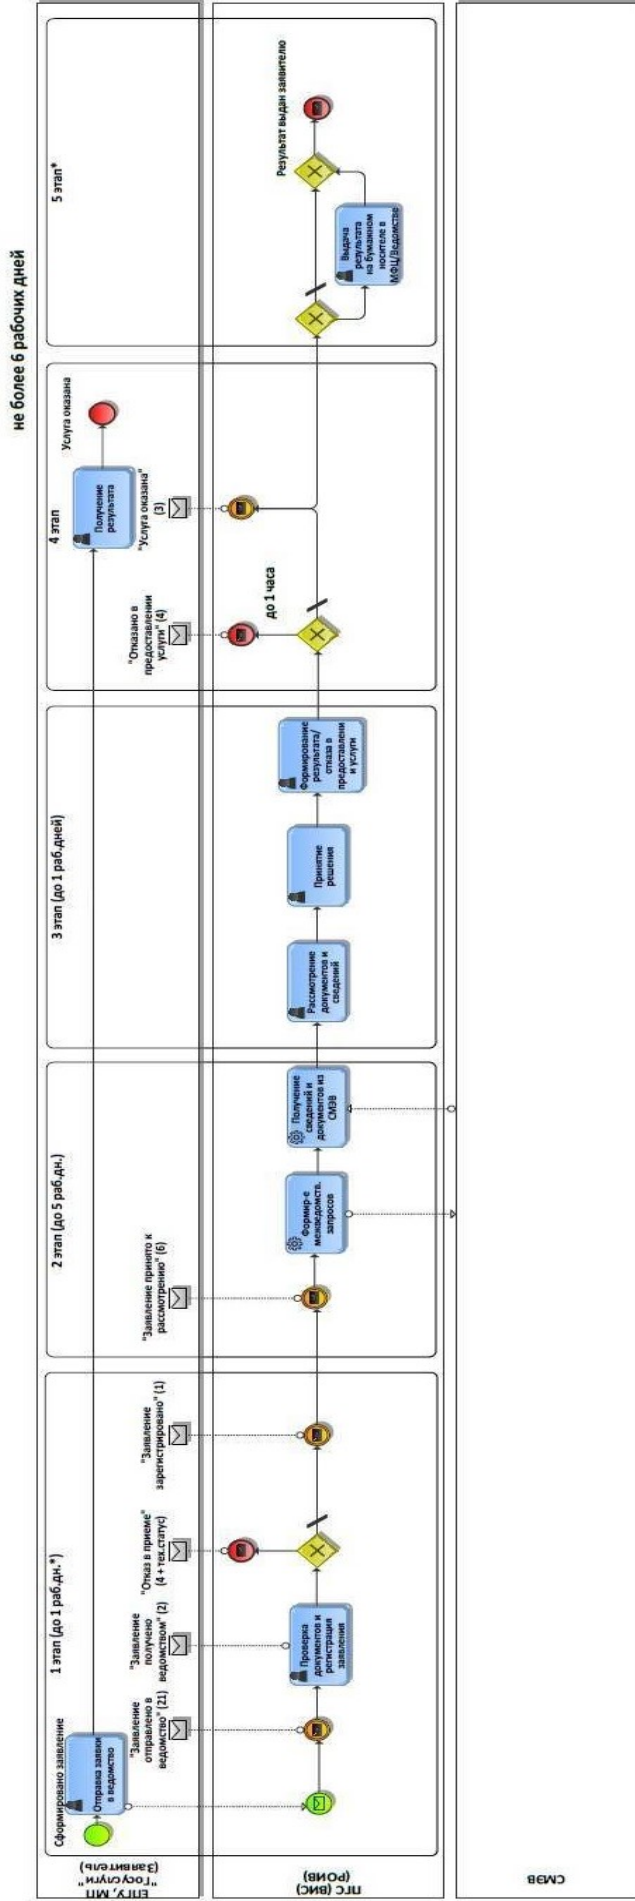 не более 6 рабочих дней
ЕПГУ, МП
"Госуслуги"
(Заявитель)
ПГС (ВИС)
(РОИВ)
СМЭВ
1 этап (до 1 раб.дн.*)
Сформировано заявление
Отправка заявки
в ведомство
"Заявление
отправлено в
ведомство" (21)
"Заявление
получено
ведомством" (2)
"Отказ в приеме"
(4 + тех.статус)
"Заявление
зарегистрировано" (1)
Проверка
документов и
регистрация
заявления
2 этап (до 5 раб.дн.)
"Заявление принято к
рассмотрению" (6)
Формир-е
межведомств.
запросов
Получение
сведений и
документов из
СМЭВ
3 этап (до 1 раб.дней)
Рассмотрение
документов и
сведений
Принятие
решения
Формирование
результата/
отказа в
предоставлени
и услуги
4 этап
Получение
результата
Услуга оказана
"Отказано в
предоставлении
услуги" (4)
"Услуга оказана"
(3)
до 1 часа
5 этап*
Выдача
результата
на бумажном
носителе в
МФЦ/Ведомстве
Результат выдан заявителю